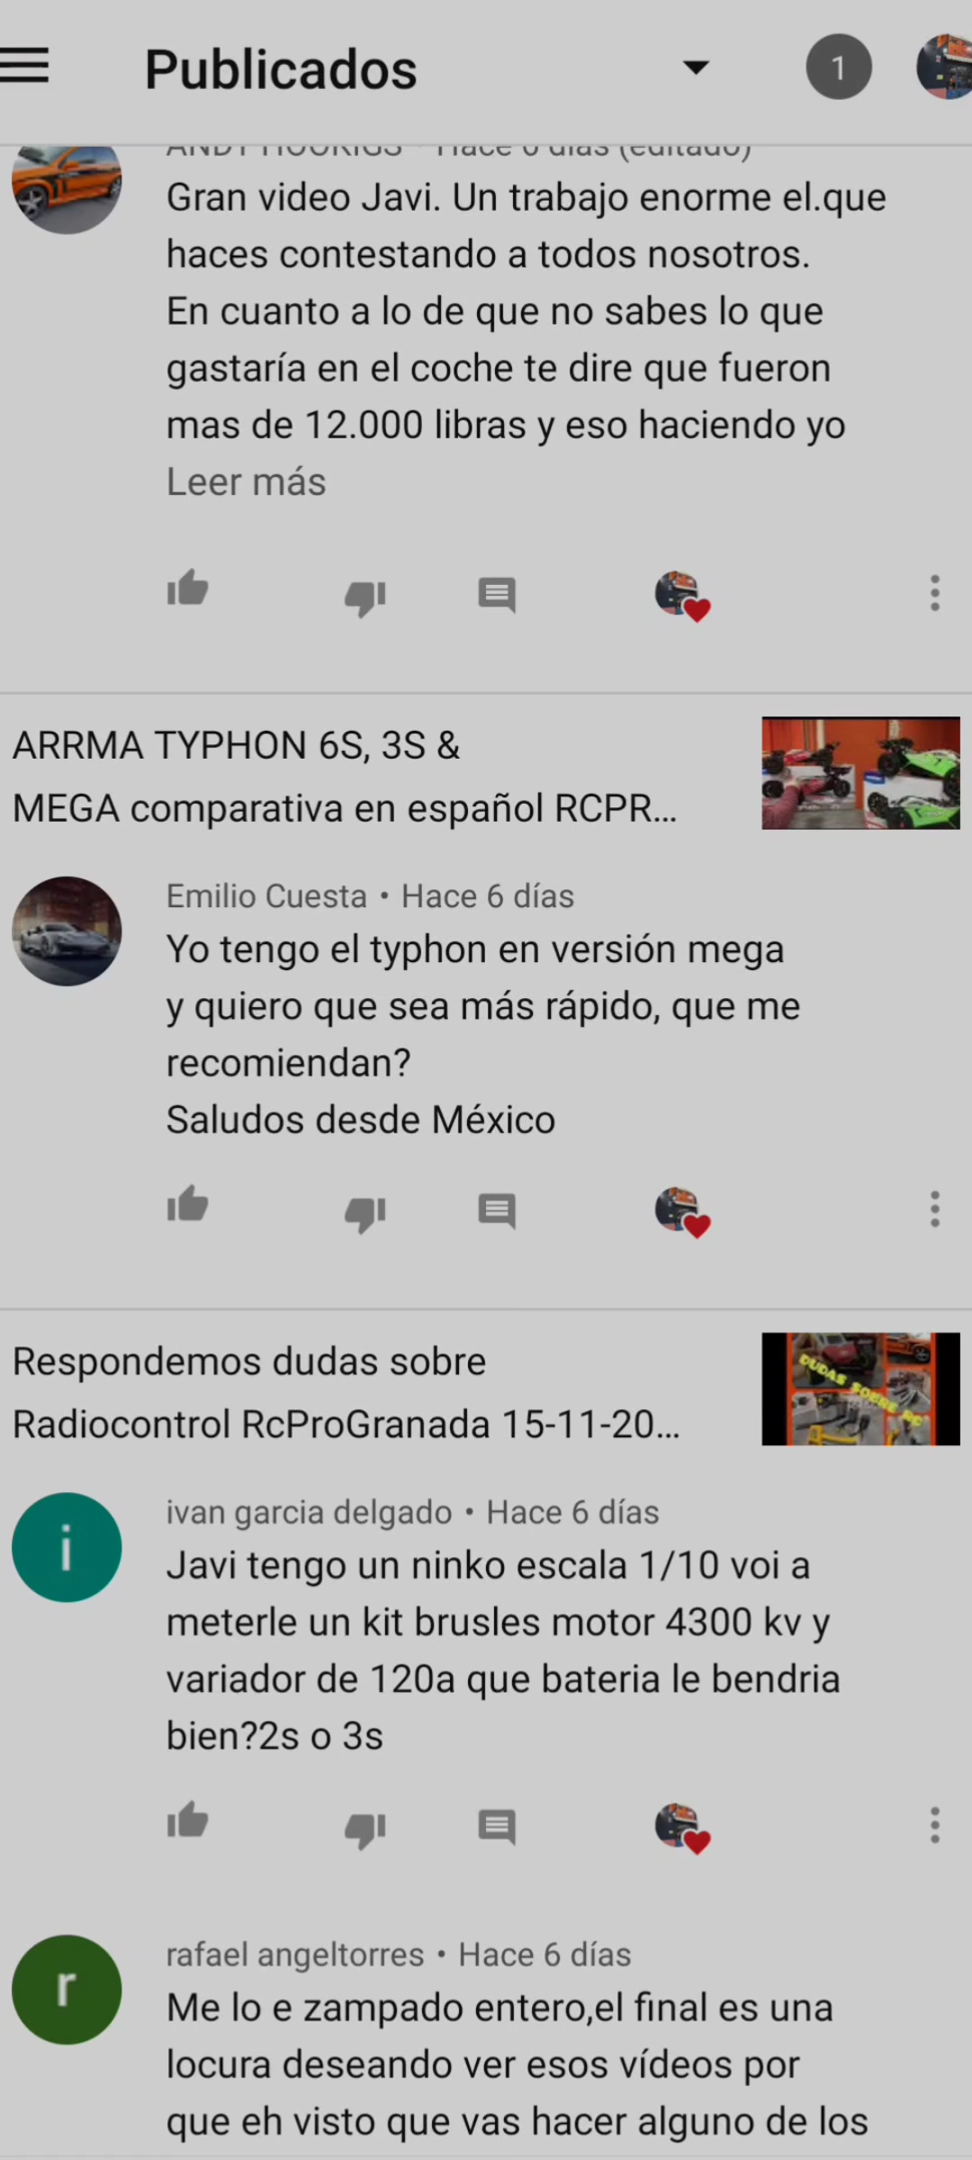 Publicados
1
ANDY HOOKIGS • Hace 6 días (editado)
Gran video Javi. Un trabajo enorme el.que
haces contestando a todos nosotros.
En cuanto a lo de que no sabes lo que
gastaría en el coche te dire que fueron
mas de 12.000 libras y eso haciendo yo
Leer más
ARRMA TYPHON 6S, 3S &
MEGA comparativa en español RCPR...
Emilio Cuesta • Hace 6 días
Yo tengo el typhon en versión mega
y quiero que sea más rápido, que me
recomiendan?
Saludos desde México
Respondemos dudas sobre
Radiocontrol RcProGranada 15-11-20...
DUDAS SOBRE RC
ivan garcia delgado • Hace 6 días
Javi tengo un ninko escala 1/10 voi a
meterle un kit brusles motor 4300 kv y
variador de 120a que bateria le bendria
bien?2s o 3s
rafael angeltorres • Hace 6 días
Me lo e zampado entero,el final es una
locura deseando ver esos vídeos por
que eh visto que vas hacer alguno de los